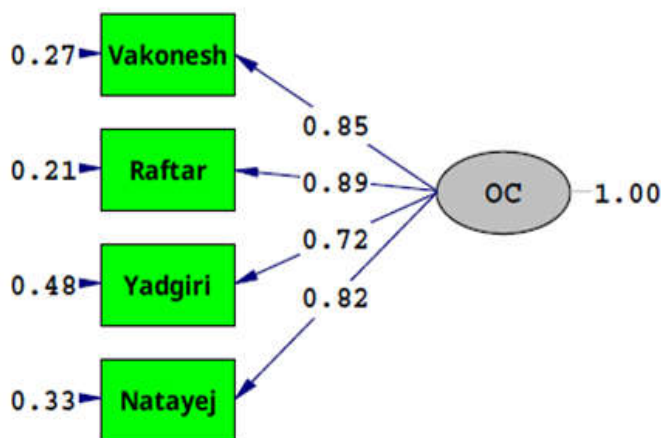 0.27 Vakonesh
0.85
0.21 Raftar
0.89
OC 1.00
0.72
0.48 Yadgiri
0.82
0.33 Natayej